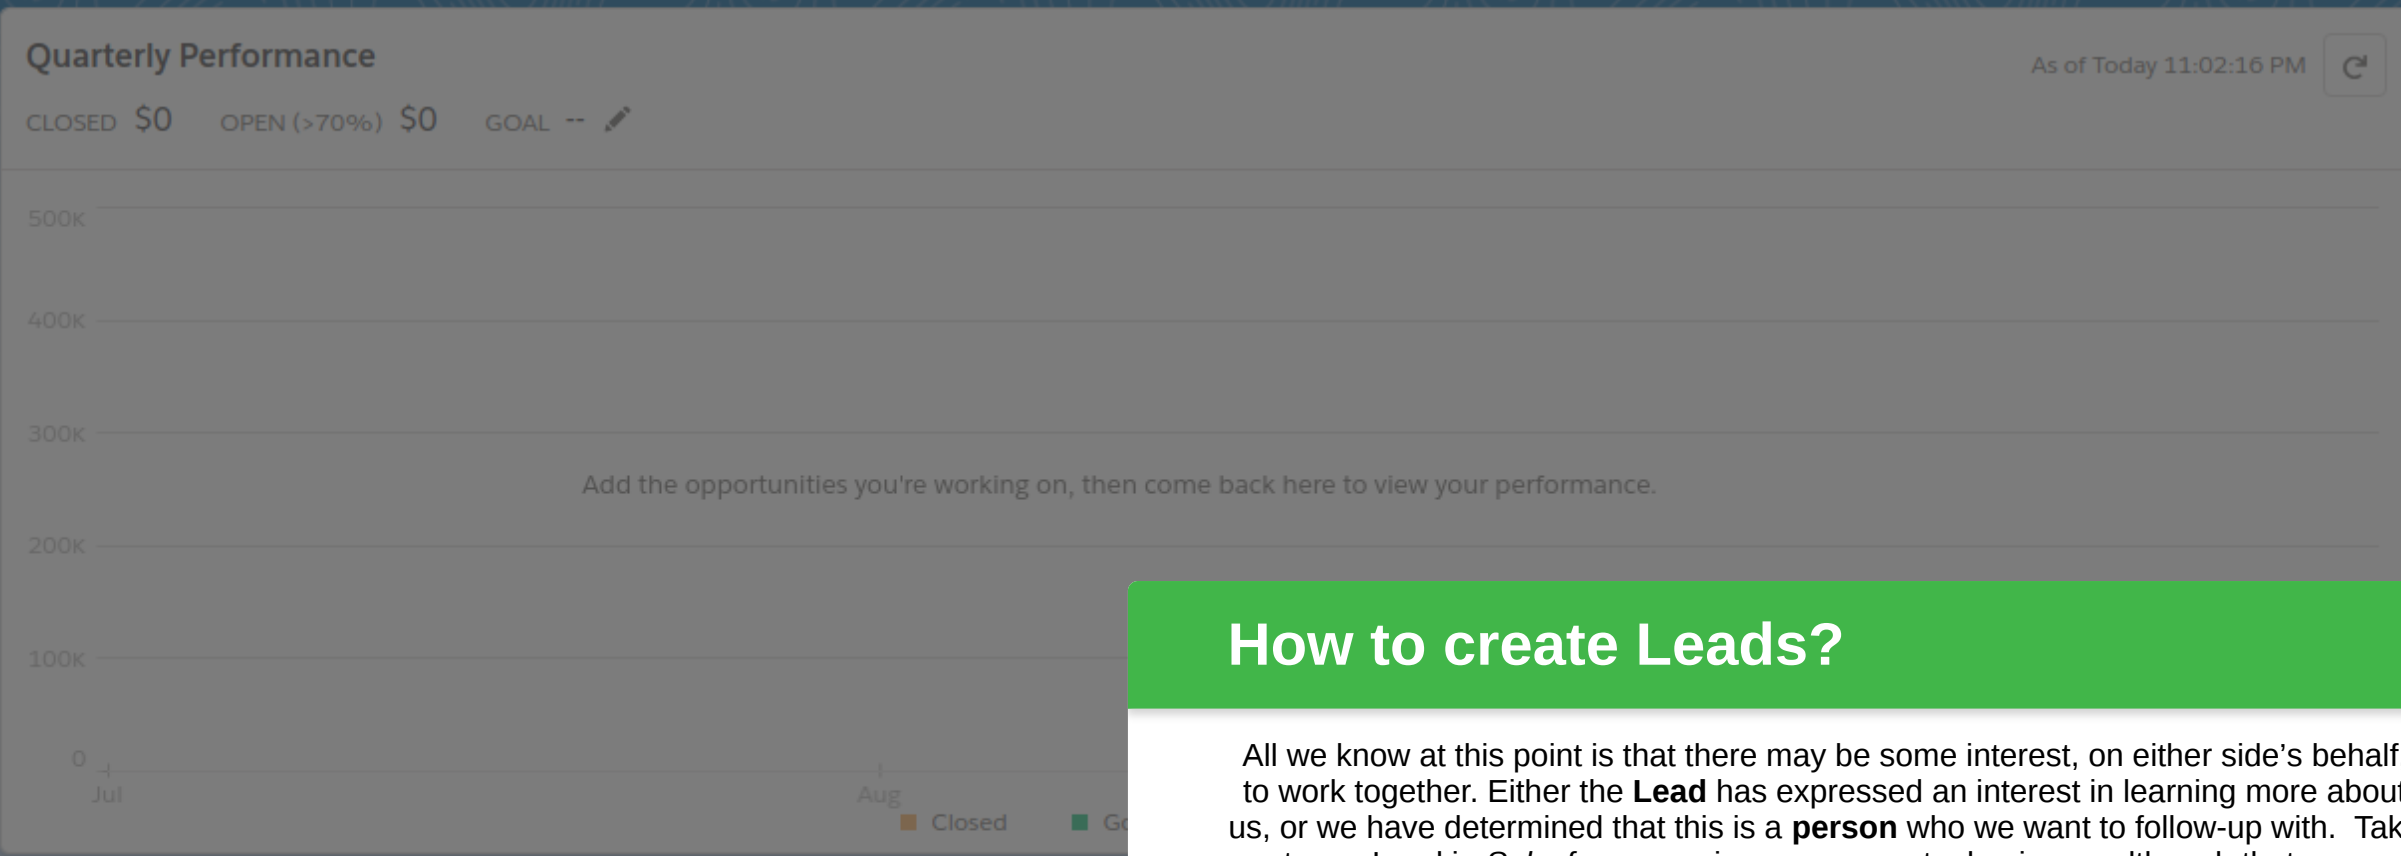 Quarterly Performance
As of Today 11:02:16 PM
CLOSED $0 OPEN (>70%) $0 GOAL --
500K
400K
300K
Add the opportunities you're working on, then come back here to view your performance.
200K
100K
0
Jul Aug
Closed
How to create Leads?
All we know at this point is that there may be some interest, on either side’s behalf,
to work together. Either the Lead has expressed an interest in learning more about
us, or we have determined that this is a person who we want to follow-up with.